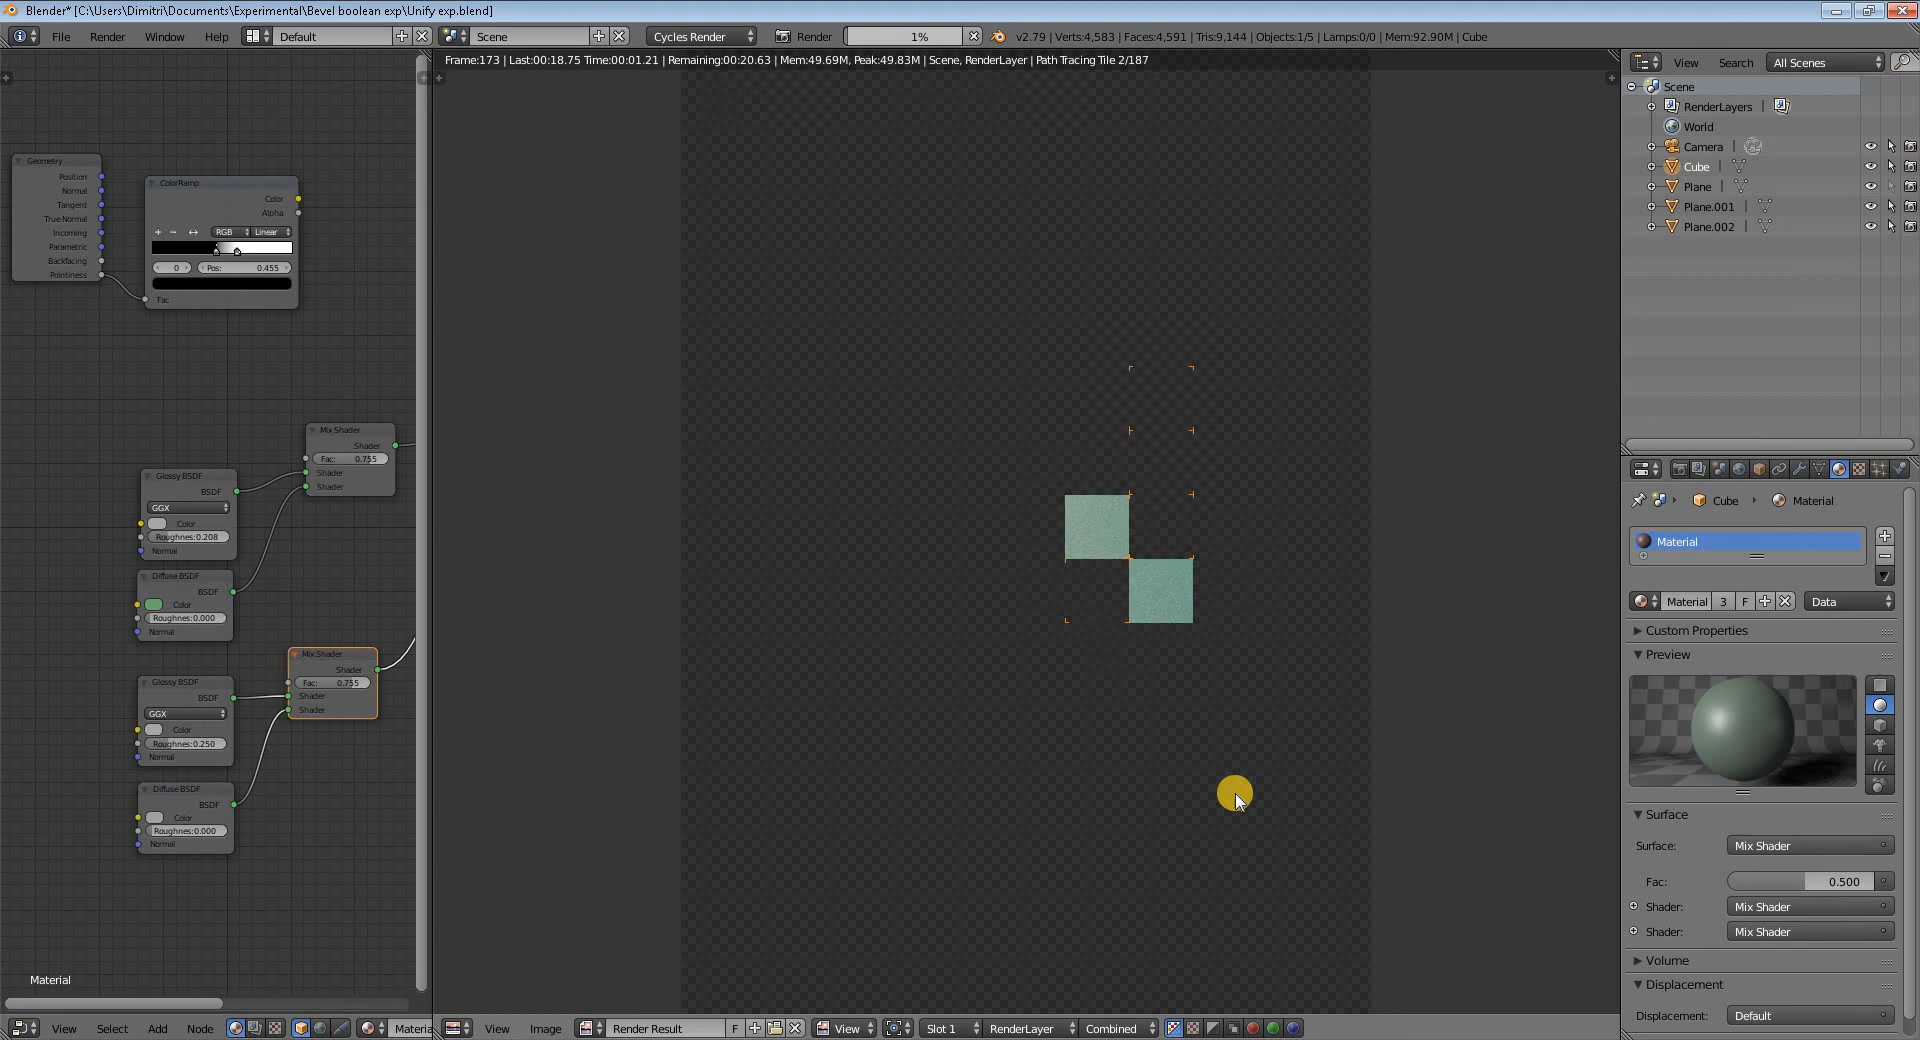 Blender* [C:\Users\Dimitri\Documents\Experimental\Bevel boolean exp\Unify exp.blend]
File Render Window Help Default Scene Cycles Render Render 1% v2.79 | Verts:4,583 | Faces:4,591 | Tris:9,144 | Objects:1/5 | Lamps:0/0 | Mem:92.90M | Cube
Frame:173 | Last:00:18.75 Time:00:01.21 | Remaining:00:20.63 | Mem:49.69M, Peak:49.83M | Scene, RenderLayer | Path Tracing Tile 2/187
View Search All Scenes
Scene
RenderLayers |
World
Camera |
Cube |
Plane |
Plane.001 |
Plane.002 |
Geometry
Position
Normal
Tangent
True Normal
Incoming
Parametric
Backfacing
Pointiness
ColorRamp
Color
Alpha
RGB Linear
0 Pos: 0.455
Fac
Mix Shader
Shader
Fac: 0.755
Shader
Shader
Glossy BSDF
BSDF
GGX
Color
Roughnes:0.208
Normal
Diffuse BSDF
BSDF
Color
Roughness:0.000
Normal
Mix Shader
Shader
Fac: 0.755
Shader
Shader
Glossy BSDF
BSDF
GGX
Color
Roughnes:0.250
Normal
Diffuse BSDF
BSDF
Color
Roughness:0.000
Normal
Material
Cube Material
Material
Material 3 F Data
Custom Properties
Preview
Surface
Surface: Mix Shader
Fac: 0.500
Shader: Mix Shader
Shader: Mix Shader
Volume
Displacement
Displacement: Default
View Select Add Node Materia
View Image Render Result F View Slot 1 RenderLayer Combined